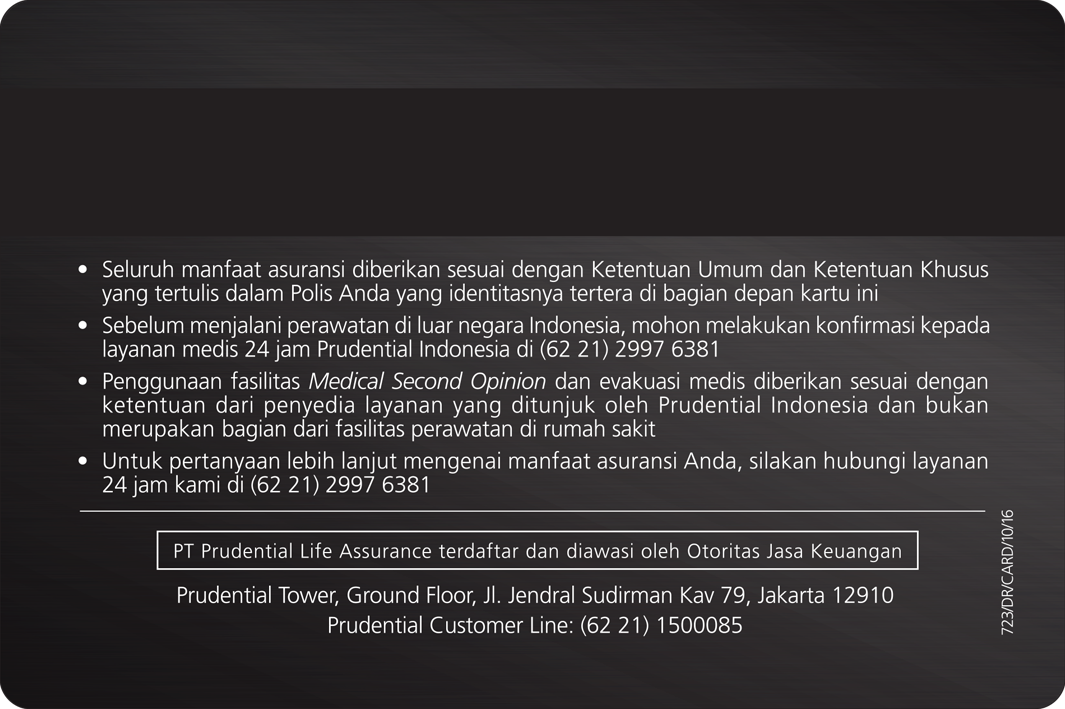 • Seluruh manfaat asuransi diberikan sesuai dengan Ketentuan Umum dan Ketentuan Khusus
yang tertulis dalam Polis Anda yang identitasnya tertera di bagian depan kartu ini
• Sebelum menjalani perawatan di luar negara Indonesia, mohon melakukan konfirmasi kepada
layanan medis 24 jam Prudential Indonesia di (62 21) 2997 6381
• Penggunaan fasilitas Medical Second Opinion dan evakuasi medis diberikan sesuai dengan
ketentuan dari penyedia layanan yang ditunjuk oleh Prudential Indonesia dan bukan
merupakan bagian dari fasilitas perawatan di rumah sakit
• Untuk pertanyaan lebih lanjut mengenai manfaat asuransi Anda, silakan hubungi layanan
24 jam kami di (62 21) 2997 6381
PT Prudential Life Assurance terdaftar dan diawasi oleh Otoritas Jasa Keuangan
Prudential Tower, Ground Floor, Jl. Jendral Sudirman Kav 79, Jakarta 12910
Prudential Customer Line: (62 21) 1500085
723/DR/CARD/10/16